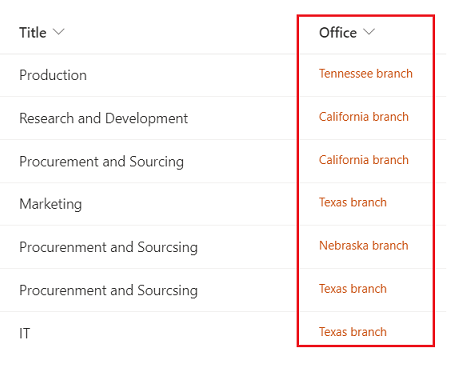 Title Office
Production Tennessee branch
Research and Development California branch
Procurement and Sourcing California branch
Marketing Texas branch
Procurenment and Sourcsing Nebraska branch
Procurenment and Sourcsing Texas branch
IT Texas branch